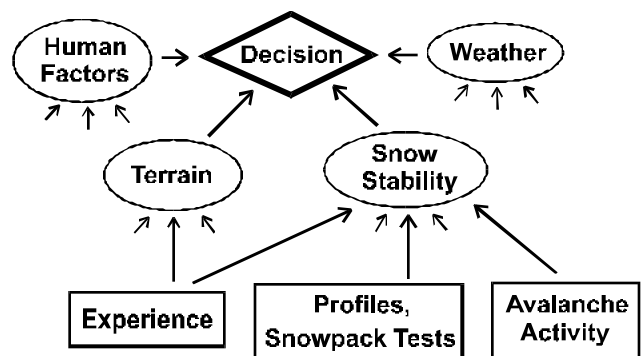 Human
Factors
Decision
Weather
Terrain
Snow
Stability
Experience
Profiles,
Snowpack Tests
Avalanche
Activity